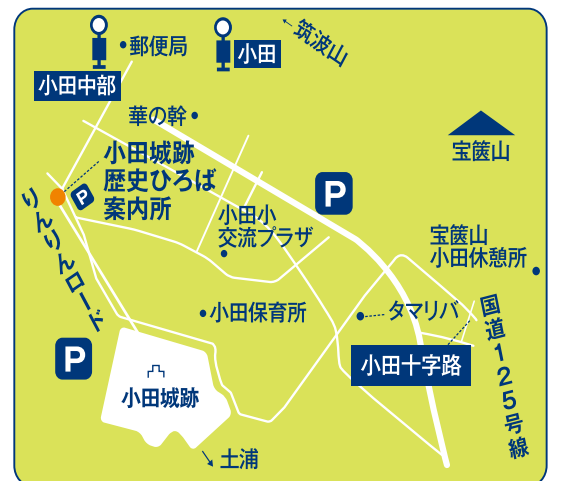 郵便局
小田
←筑波山
小田中部
華の幹
宝篋山
小田城跡
歴史ひろば
案内所
P
P
りんりんロード
小田小
交流プラザ
宝篋山
小田休憩所
小田保育所
タマリバ
国道125号線
P
小田十字路
小田城跡
土浦